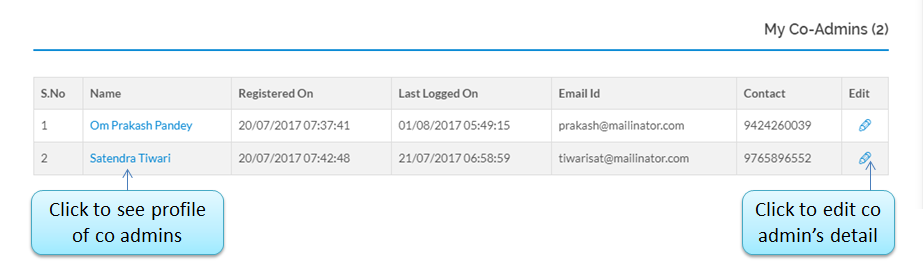 My Co-Admins (2)
S.No Name Registered On Last Logged On Email Id Contact Edit
1 Om Prakash Pandey 20/07/2017 07:37:41 01/08/2017 05:49:15 prakash@mailinator.com 9424260039
2 Satendra Tiwari 20/07/2017 07:42:48 21/07/2017 06:58:59 tiwarisat@mailinator.com 9765896552
Click to see profile
of co admins
Click to edit co
admin's detail